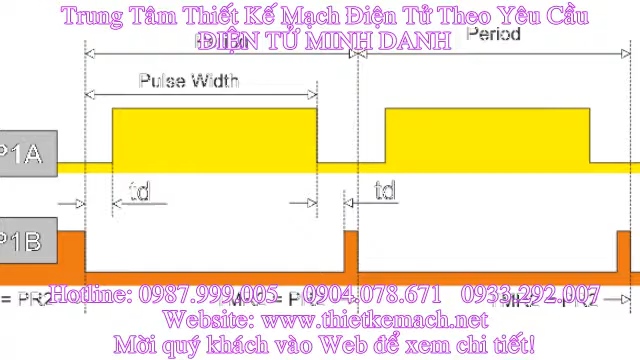 Trung Tâm Thiết Kế Mạch Điện Tử Theo Yêu Cầu
ĐIỆN TỬ MINH DANH
Period
Pulse Width
P1A
td
td
P1B
= PR2
Hotline: 0987.999.005 - 0904.078.671 - 0933.292.007
TMR2 = PR2
Website: www.thietkemach.net
Mời quý khách vào Web để xem chi tiết!